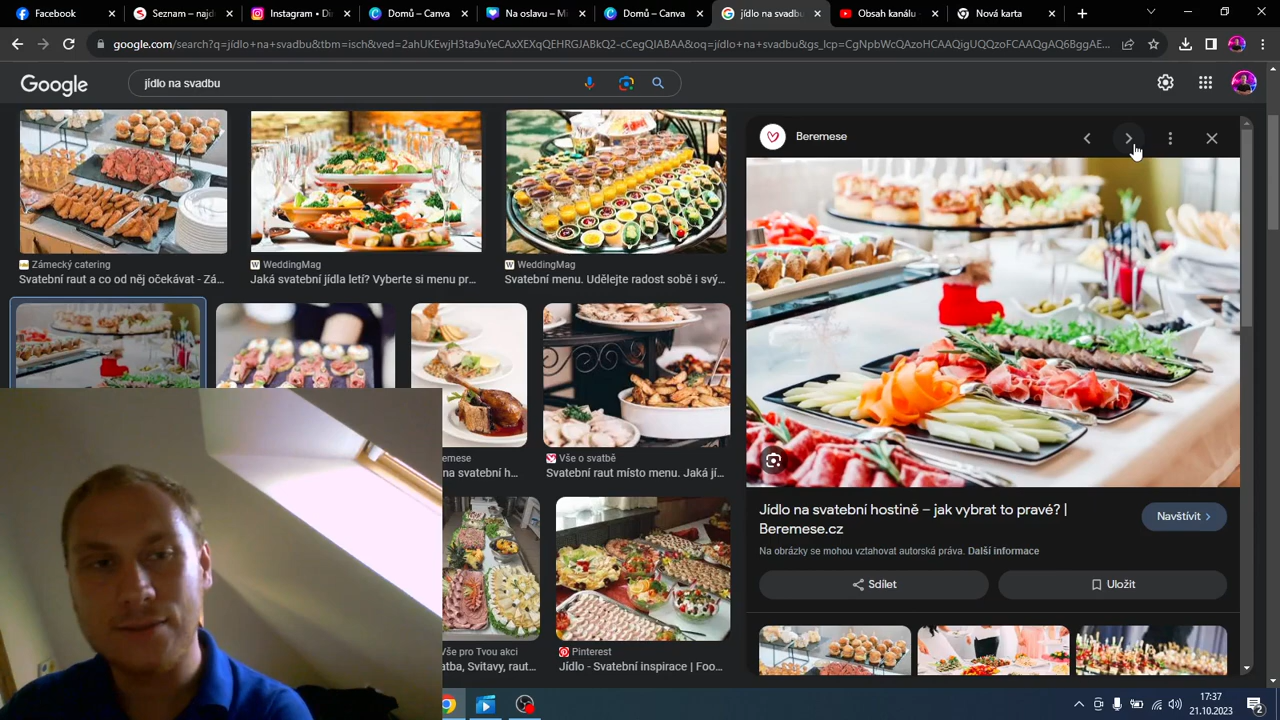 Facebook
Seznam – najd
Instagram • Di
Domů – Canva
Na oslavu – Mi
Domů – Canva
jídlo na svadbu
Obsah kanálu
Nová karta
google.com/search?q=jídlo+na+svadbu&tbm=isch&ved=2ahUKEwjH3ta9uYeCAxXEXqQEHRGJABkQ2-cCegQIABAA&oq=jídlo+na+svadbu&gs_lcp=CgNpbWcQAzoHCAAQigUQQzoFCAAQgAQ6BggAE...
Google
jídlo na svadbu
Beremese
Zámecký catering
Svatební raut a co od něj očekávat - Zá...
WeddingMag
Jaká svatební jídla letí? Vyberte si menu pr...
WeddingMag
Svatební menu. Udělejte radost sobě i svý...
emese
na svatební h...
Vše o svatbě
Svatební raut místo menu. Jaká jí...
Vše pro Tvou akci
atba, Svitavy, raut...
Pinterest
Jídlo - Svatební inspirace | Foo...
Jídlo na svatební hostině – jak vybrat to pravé? |
Beremese.cz
Navštívit
Na obrázky se mohou vztahovat autorská práva. Další informace
Sdílet
Uložit
17:37
21.10.2023
2